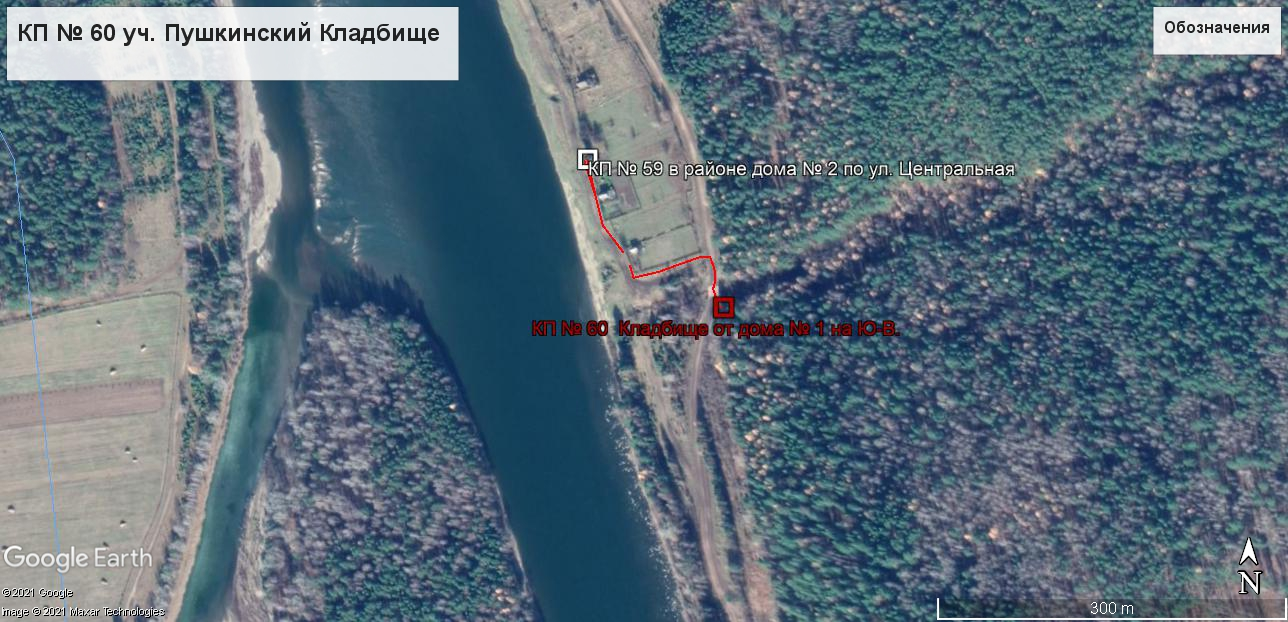 КП № 60 уч. Пушкинский Кладбище
Обозначения
КП № 59 в районе дома № 2 по ул. Центральная
КП № 60 Кладбище от дома № 1 на Ю-В.
Google Earth
©2021 Google
mage © 2021 Maxar Technologies
N
300 m